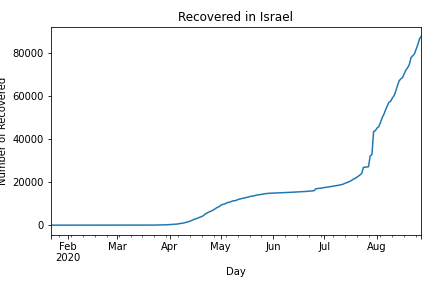 Recovered in Israel
Number of Recovered
80000
60000
40000
20000
0
Feb
2020
Mar
Apr
May
Jun
Jul
Aug
Day